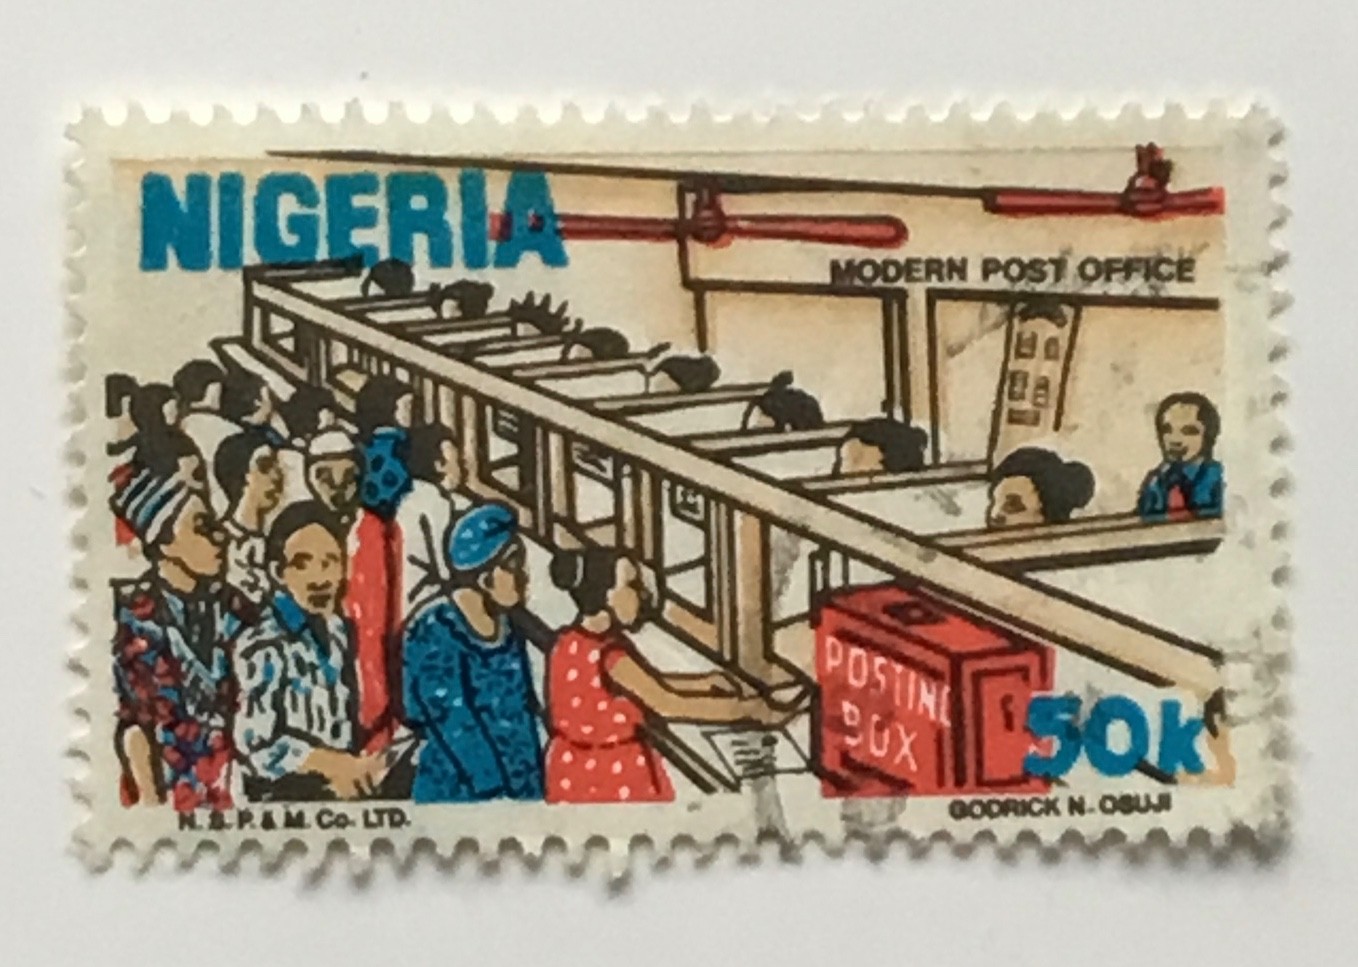 NIGERIA
MODERN POST OFFICE
POSTING
BOX
50k
N. S. P. & M. Co. LTD.
GODRICK N. OSUJI